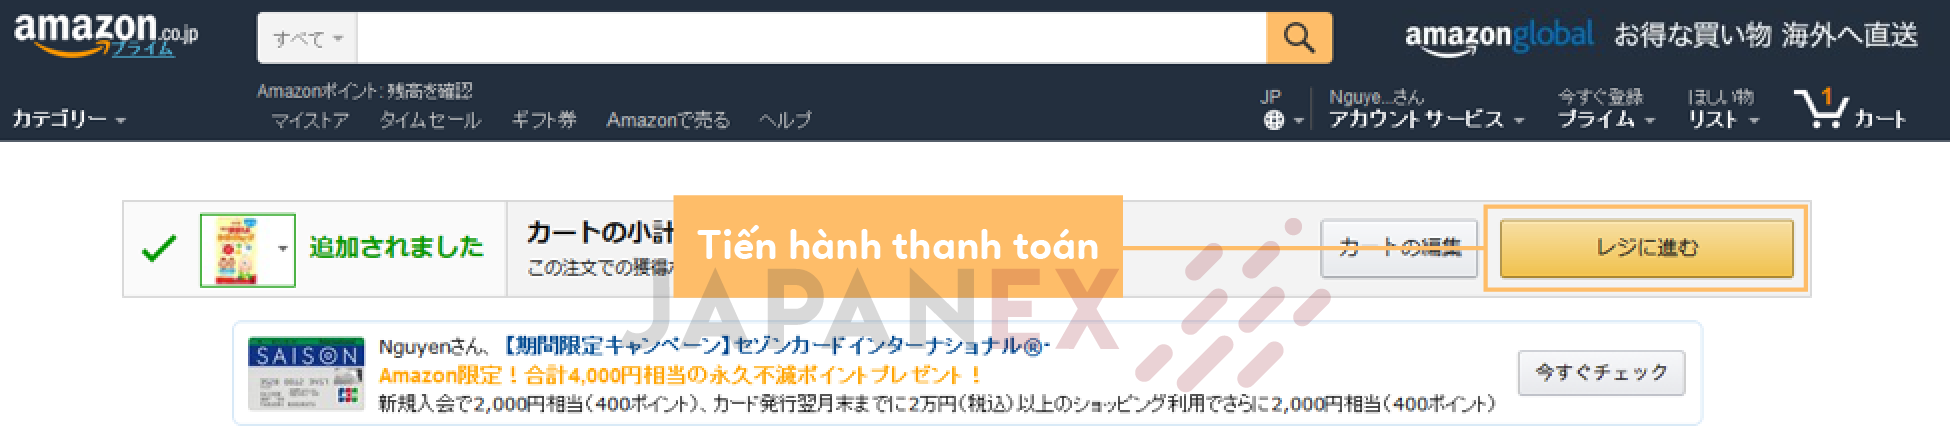 amazon.co.jp
プライム
すべて
amazonglobal お得な買い物 海外へ直送
Amazonポイント: 残高を確認
カテゴリー
マイストア タイムセール ギフト券 Amazonで売る ヘルプ
JP
Nguye...さん
アカウントサービス
今すぐ登録
プライム
ほしい物
リスト
1
カート
追加されました
カートの小計
この注文での獲得
Tiến hành thanh toán
カートの編集
レジに進む
JAPANEX
SAISON
JCB
Nguyenさん、【期間限定キャンペーン】セゾンカードインターナショナル®-
Amazon限定！合計4,000円相当の永久不滅ポイントプレゼント！
新規入会で2,000円相当(400ポイント)、カード発行翌月末までに2万円(税込)以上のショッピング利用でさらに2,000円相当(400ポイント)
今すぐチェック